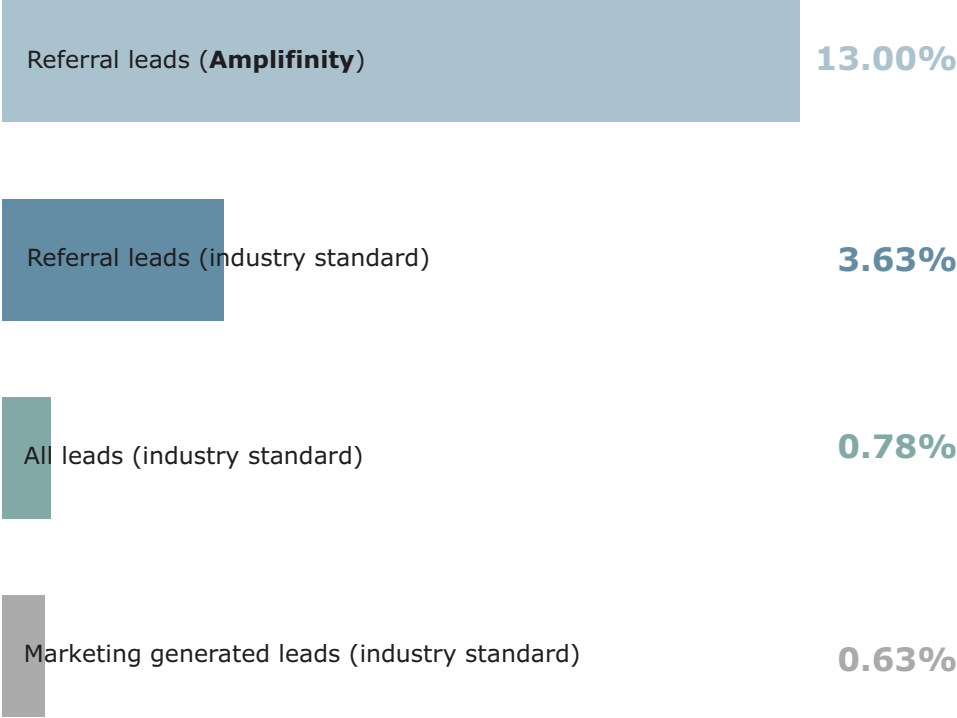 Referral leads (Amplifinity) 13.00%
Referral leads (industry standard) 3.63%
All leads (industry standard) 0.78%
Marketing generated leads (industry standard) 0.63%